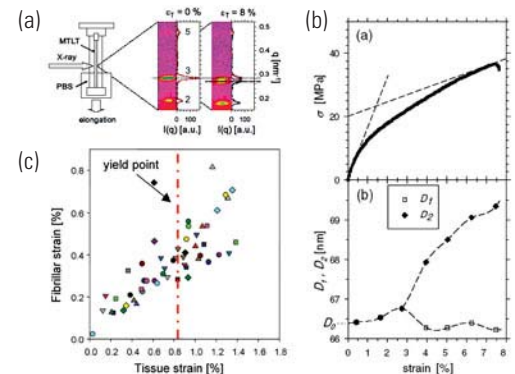 (a)
ε_T = 0 %
ε_T = 8 %
MTLT
X-ray
PBS
elongation
5
3
2
0
100
0
100
I(q) [a.u.]
I(q) [a.u.]
0.5
0.3
0.2
q [nm⁻¹]
(b)
(a)
40
30
20
10
0
σ [MPa]
(b)
D₁
D₂
69
68
67
66
D₁, D₂ [nm]
D₀
0 1 2 3 4 5 6 7 8
strain [%]
(c)
yield point
0.8
0.6
0.4
0.2
0.0
Fibrillar strain [%]
0.0 0.2 0.4 0.6 0.8 1.0 1.2 1.4 1.6 1.8
Tissue strain [%]